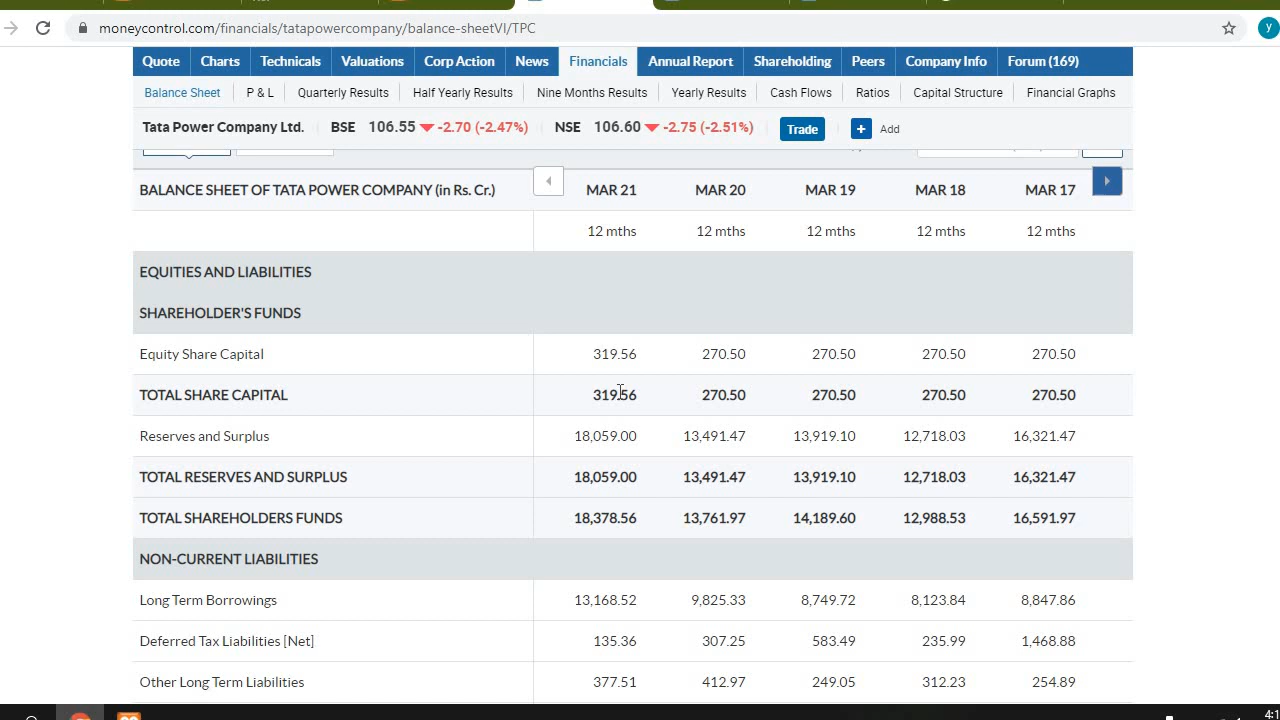 moneycontrol.com/financials/tatapowercompany/balance-sheetVI/TPC
y
Quote Charts Technicals Valuations Corp Action News Financials Annual Report Shareholding Peers Company Info Forum (169)
Balance Sheet P & L Quarterly Results Half Yearly Results Nine Months Results Yearly Results Cash Flows Ratios Capital Structure Financial Graphs
Tata Power Company Ltd. BSE 106.55 -2.70 (-2.47%) NSE 106.60 -2.75 (-2.51%) Trade + Add
BALANCE SHEET OF TATA POWER COMPANY (in Rs. Cr.) MAR 21 MAR 20 MAR 19 MAR 18 MAR 17
12 mths 12 mths 12 mths 12 mths 12 mths
EQUITIES AND LIABILITIES
SHAREHOLDER'S FUNDS
Equity Share Capital 319.56 270.50 270.50 270.50 270.50
TOTAL SHARE CAPITAL 319.56 270.50 270.50 270.50 270.50
Reserves and Surplus 18,059.00 13,491.47 13,919.10 12,718.03 16,321.47
TOTAL RESERVES AND SURPLUS 18,059.00 13,491.47 13,919.10 12,718.03 16,321.47
TOTAL SHAREHOLDERS FUNDS 18,378.56 13,761.97 14,189.60 12,988.53 16,591.97
NON-CURRENT LIABILITIES
Long Term Borrowings 13,168.52 9,825.33 8,749.72 8,123.84 8,847.86
Deferred Tax Liabilities [Net] 135.36 307.25 583.49 235.99 1,468.88
Other Long Term Liabilities 377.51 412.97 249.05 312.23 254.89